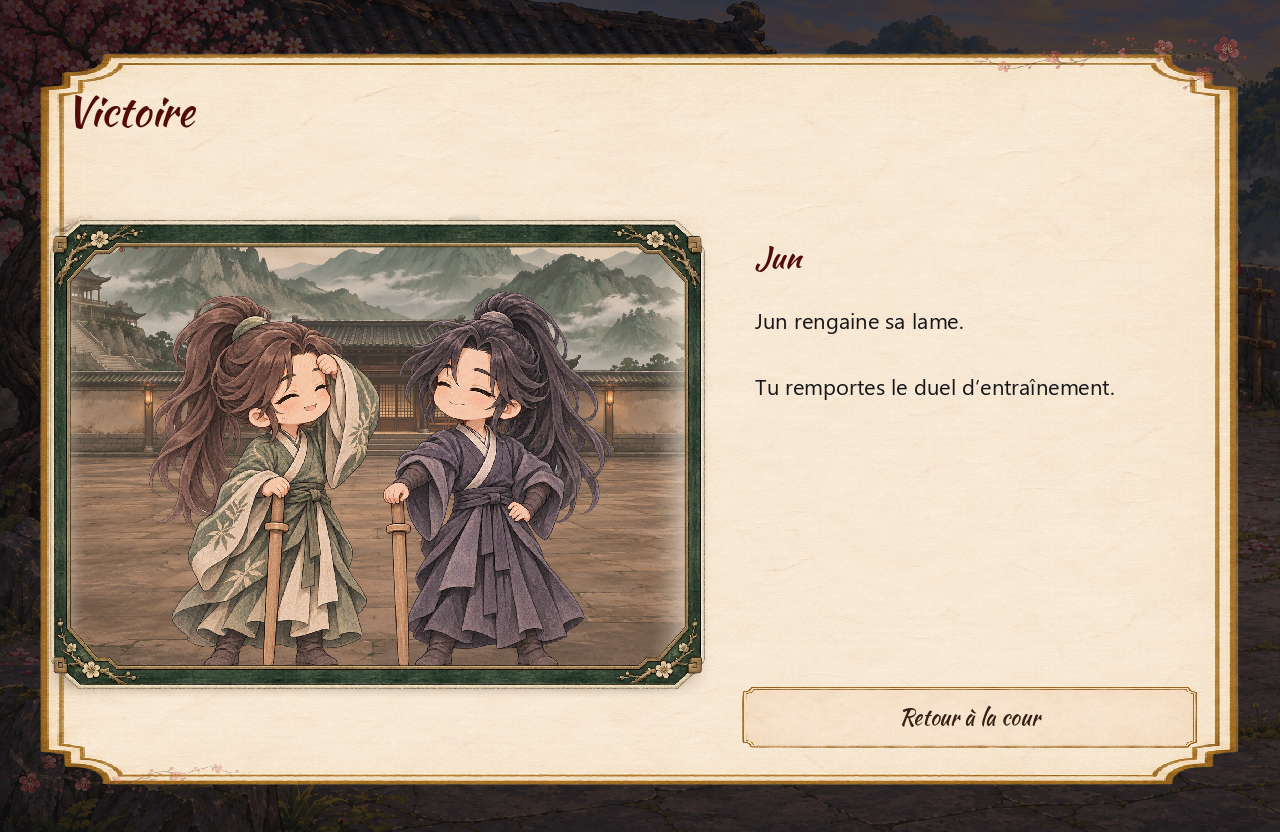 Victoire
Jun
Jun rengaine sa lame.
Tu remportes le duel d’entraînement.
Retour à la cour